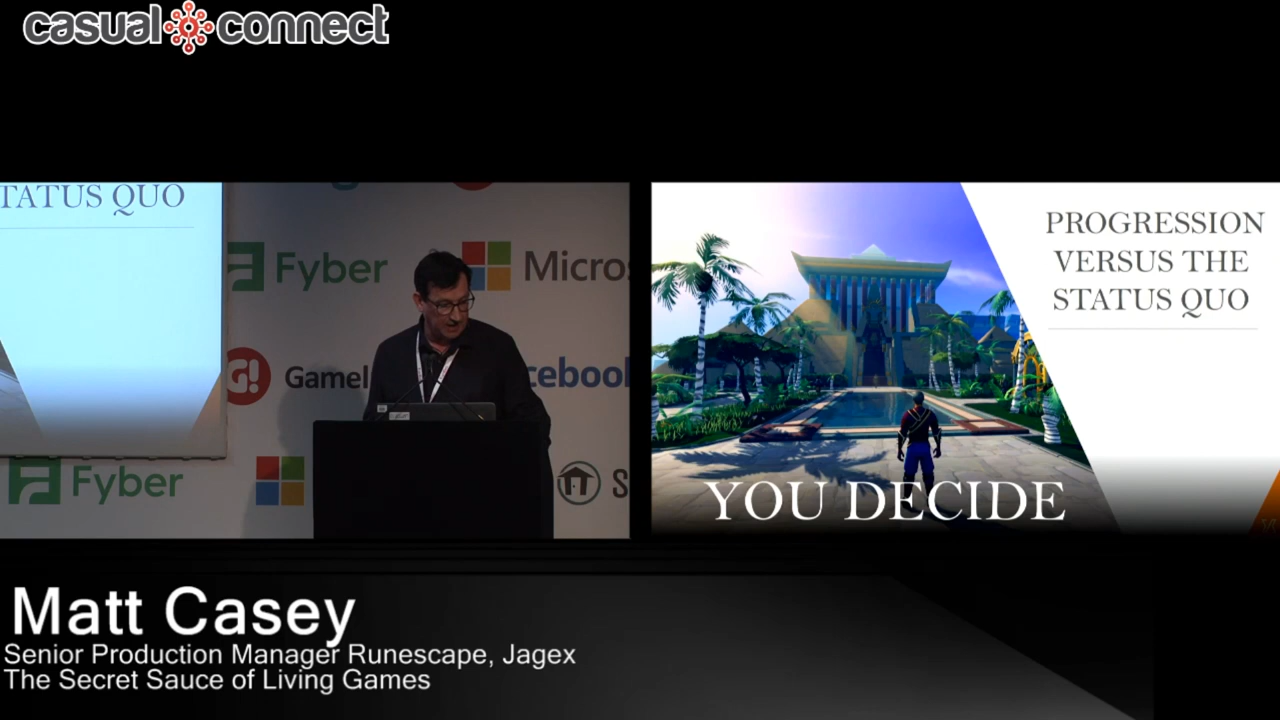 casual connect
TATUS QUO
Fyber
Micros
G! Gamel
cebook
Fyber
S
PROGRESSION
VERSUS THE
STATUS QUO
YOU DECIDE
Matt Casey
Senior Production Manager Runescape, Jagex
The Secret Sauce of Living Games